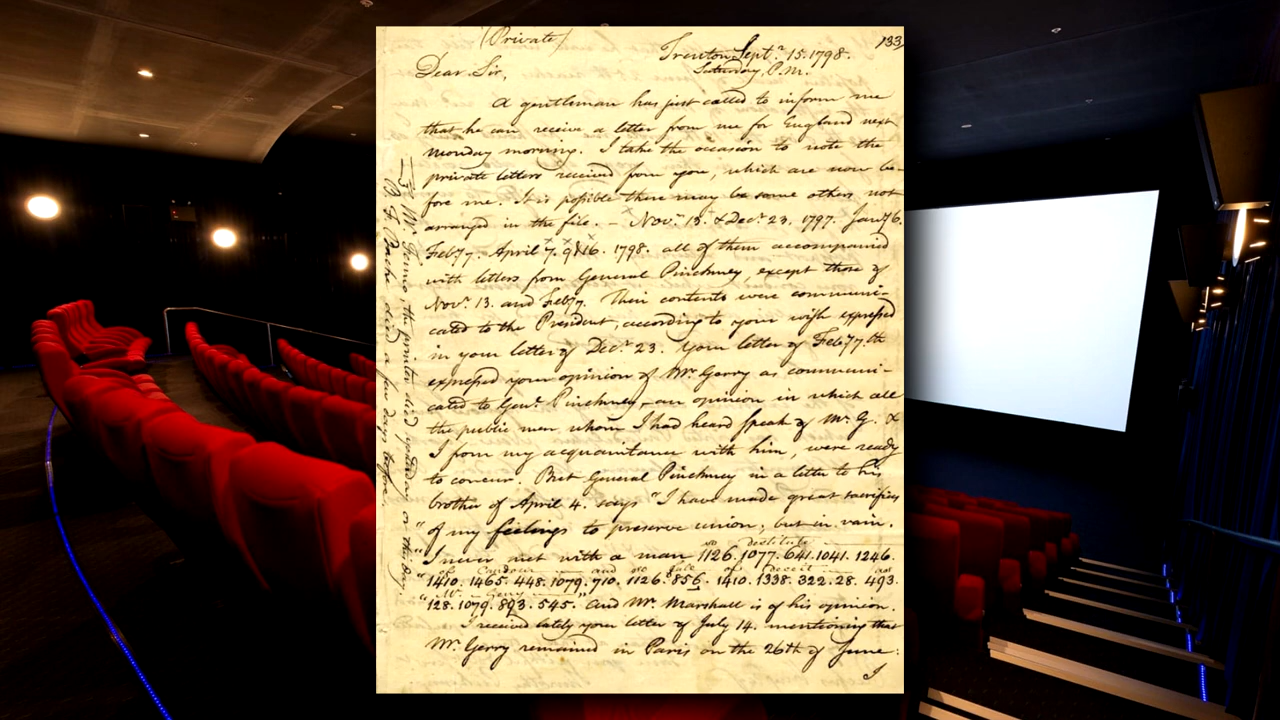 (Private)
133
Trenton Sept.r 15. 1798.
Saturday, P.M.
Dear Sir,
A gentleman has just called to inform me
that he can receive a letter from me for England next
monday morning. I take the occasion to note the
private letters received from you, which are now be-
fore me. It is possible there may be some others not
arranged in the file. – Nov.r 13. & Dec.r 23. 1797. Jan.y 6.
Feb.y 7. April 7. 9 & 16. 1798. all of them accompanied
with letters from General Pinckney, except those of
Nov.r 13. and Feb.y 7. Their contents were communi-
cated to the President, according to your wish expressed
in your letter of Dec.r 23. Your letter of Feb.y 7.th
expressed your opinion of Mr. Gerry as communi-
cated to Gen.l Pinckney, – an opinion in which all
the public men whom I had heard speak of Mr. G. &
I from my acquaintance with him, were ready
to concur. But General Pinckney in a letter to his
brother of April 4. says "I have made great sacrifices
"of my feelings to preserve union; but in vain.
so destitute
"I never met with a man 1126. 1077. 641. 1041. 1246.
of candour and so full of deceit as
"1410. 1465. 448. 1079. 710. 1126. 856. 1410. 1338. 322. 28. 493.
Mr. Gerry
"128. 1079. 893. 545." And Mr. Marshall is of his opinion.
I received lately your letter of July 14. mentioning that
Mr. Gerry remained in Paris on the 26th of June:
I
Fenno, the printer died yesterday or this day.
B. F. Bache died a few days before.